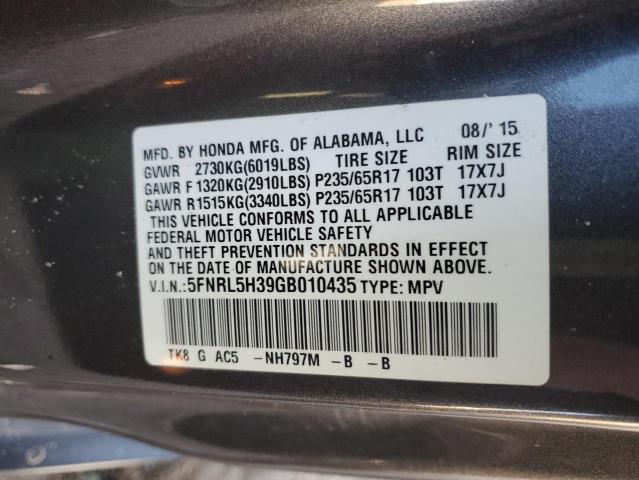 MFD. BY HONDA MFG. OF ALABAMA, LLC 08/'15
GVWR 2730KG(6019LBS) TIRE SIZE RIM SIZE
GAWR F1320KG(2910LBS) P235/65R17 103T 17X7J
GAWR R1515KG(3340LBS) P235/65R17 103T 17X7J
THIS VEHICLE CONFORMS TO ALL APPLICABLE
FEDERAL MOTOR VEHICLE SAFETY
AND THEFT PREVENTION STANDARDS IN EFFECT
ON THE DATE OF MANUFACTURE SHOWN ABOVE.
V.I.N.:5FNRL5H39GB010435 TYPE: MPV
TK8 G AC5 -NH797M -B -B